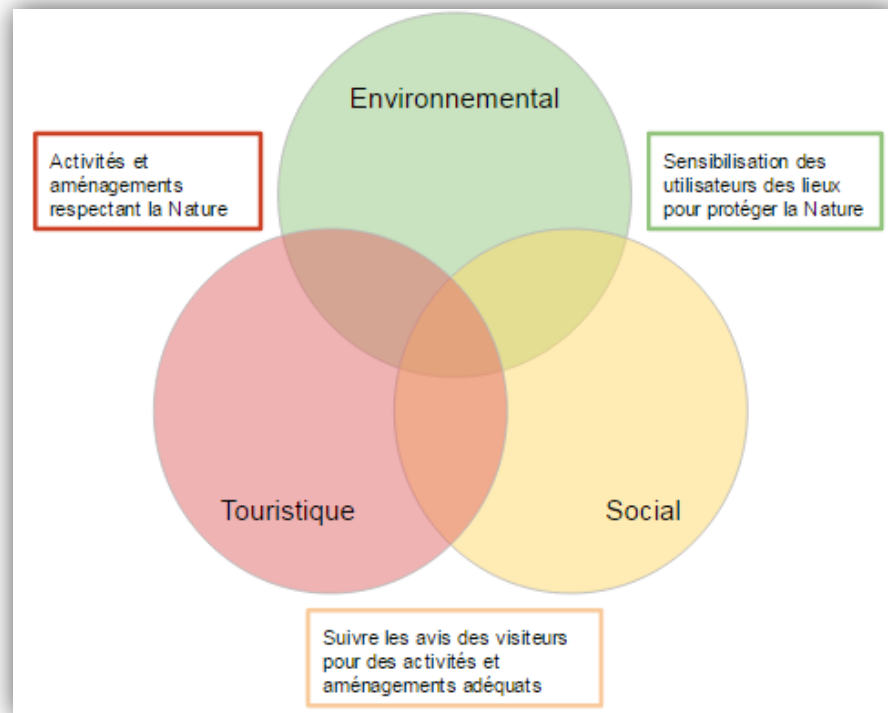 Environnemental
Activités et
aménagements
respectant la Nature
Sensibilisation des
utilisateurs des lieux
pour protéger la Nature
Touristique
Social
Suivre les avis des visiteurs
pour des activités et
aménagements adéquats